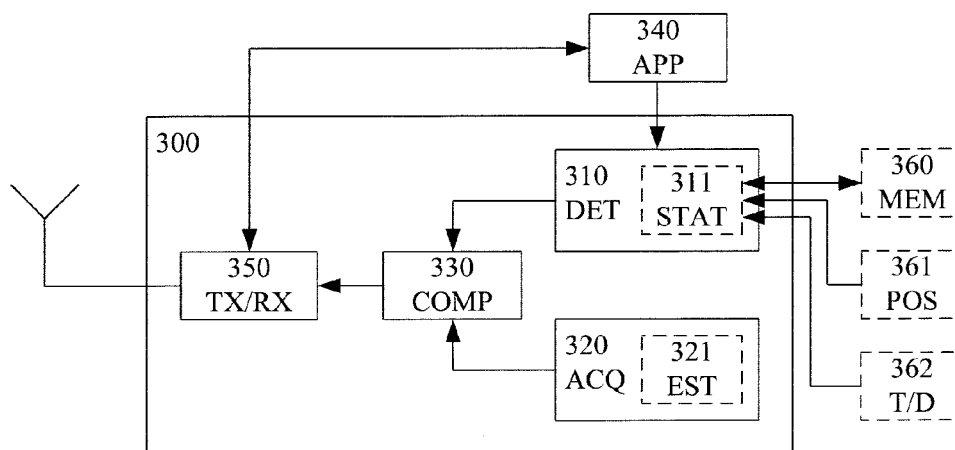 340
APP
300
310
DET
311
STAT
360
MEM
350
TX/RX
330
COMP
361
POS
320
ACQ
321
EST
362
T/D